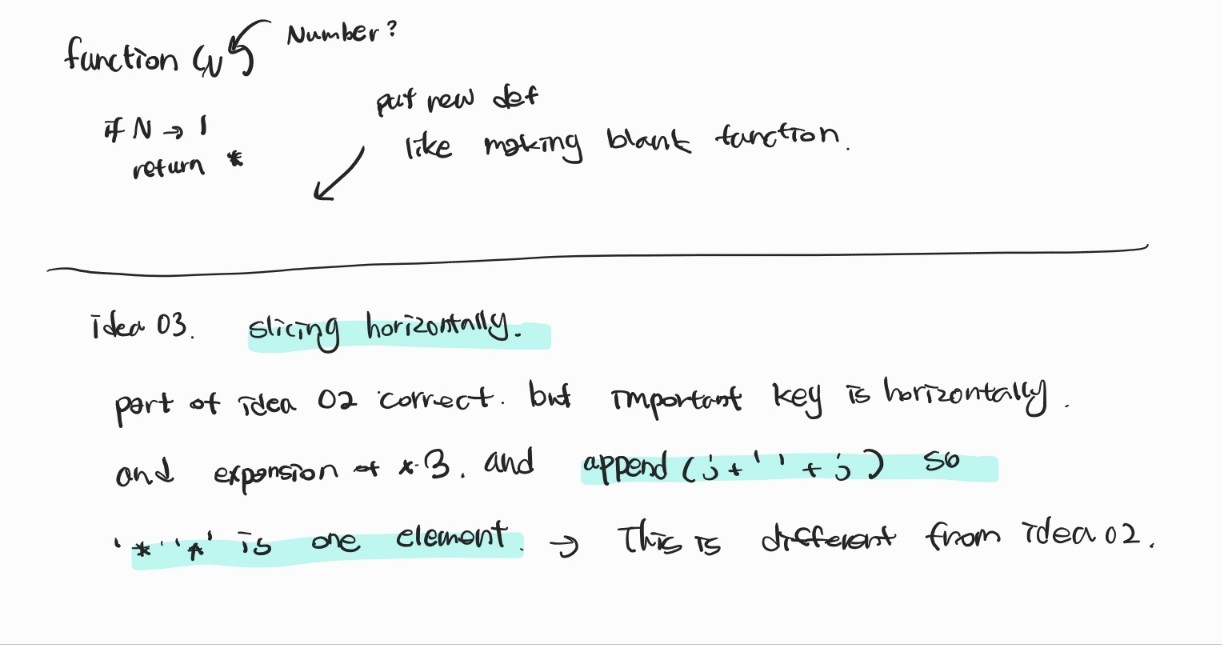 function (N) Number?
if N → 1
return *
put new def
like making blank function.
idea 03. slicing horizontally.
part of idea 02 correct. but important key is horizontally.
and expansion of *3. and append (j+' '+j) so
'*' '*' is one element. → This is different from idea 02.